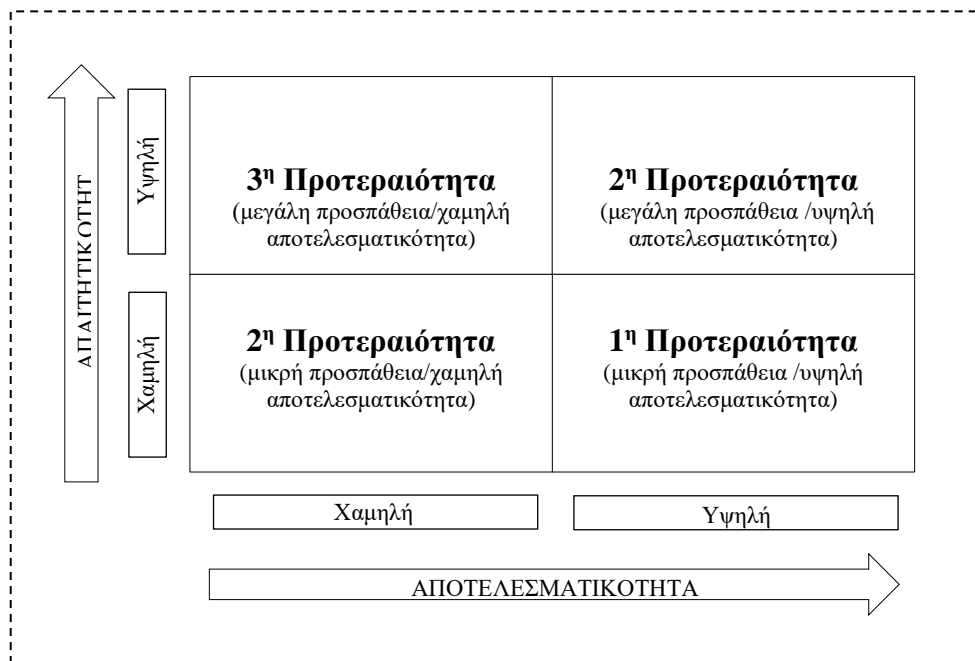 ΑΠΑΙΤΗΤΙΚΟΤΗΤ
Υψηλή
Χαμηλή
3η Προτεραιότητα
(μεγάλη προσπάθεια/χαμηλή
αποτελεσματικότητα)
2η Προτεραιότητα
(μεγάλη προσπάθεια /υψηλή
αποτελεσματικότητα)
2η Προτεραιότητα
(μικρή προσπάθεια/χαμηλή
αποτελεσματικότητα)
1η Προτεραιότητα
(μικρή προσπάθεια /υψηλή
αποτελεσματικότητα)
Χαμηλή
Υψηλή
ΑΠΟΤΕΛΕΣΜΑΤΙΚΟΤΗΤΑ